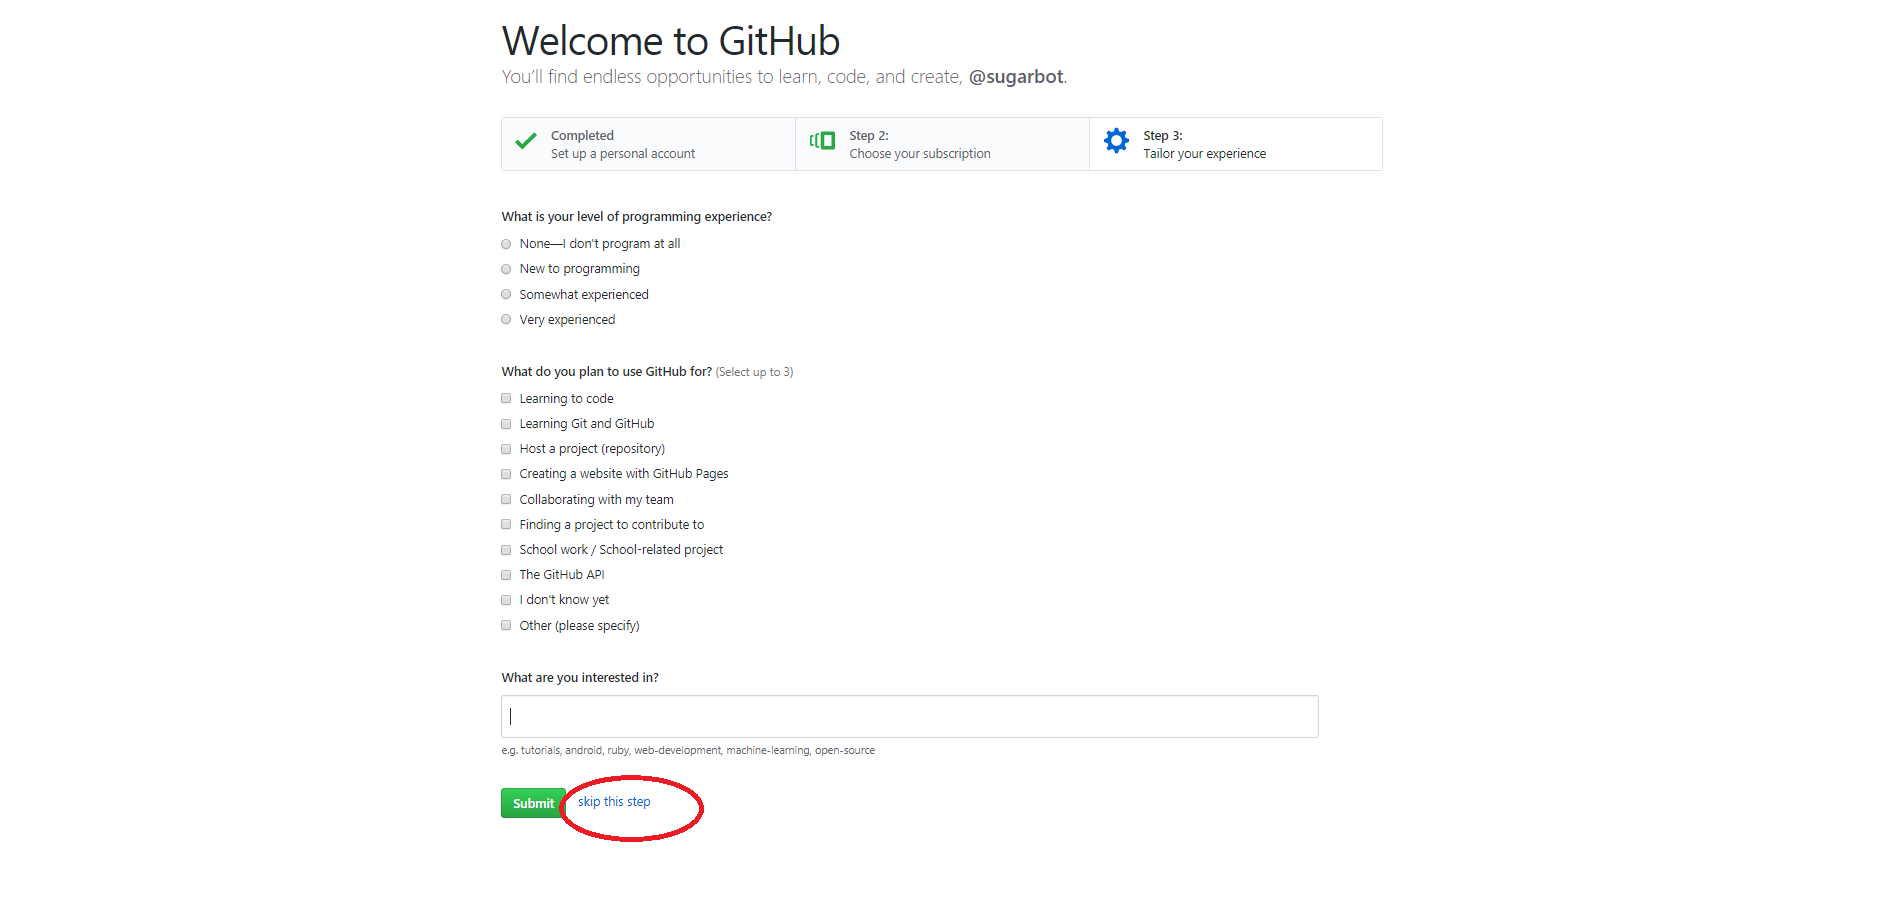 Welcome to GitHub
You'll find endless opportunities to learn, code, and create, @sugarbot.
Completed
Set up a personal account
Step 2:
Choose your subscription
Step 3:
Tailor your experience
What is your level of programming experience?
None—I don't program at all
New to programming
Somewhat experienced
Very experienced
What do you plan to use GitHub for? (Select up to 3)
Learning to code
Learning Git and GitHub
Host a project (repository)
Creating a website with GitHub Pages
Collaborating with my team
Finding a project to contribute to
School work / School-related project
The GitHub API
I don't know yet
Other (please specify)
What are you interested in?
e.g. tutorials, android, ruby, web-development, machine-learning, open-source
Submit skip this step